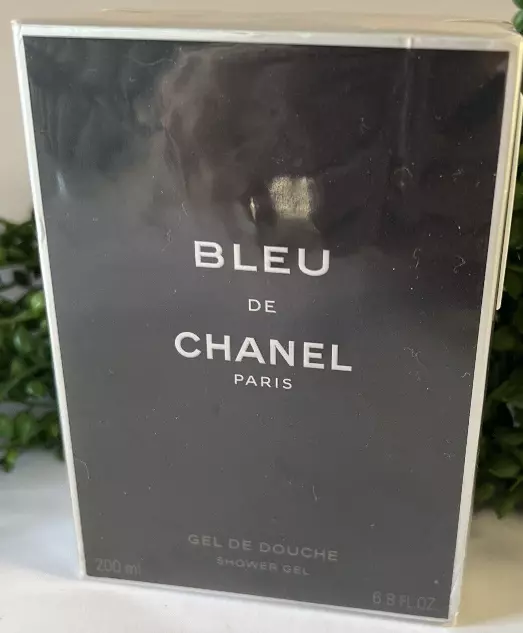 BLEU
DE
CHANEL
PARIS
GEL DE DOUCHE
SHOWER GEL
200 ml
6.8 FL.OZ.